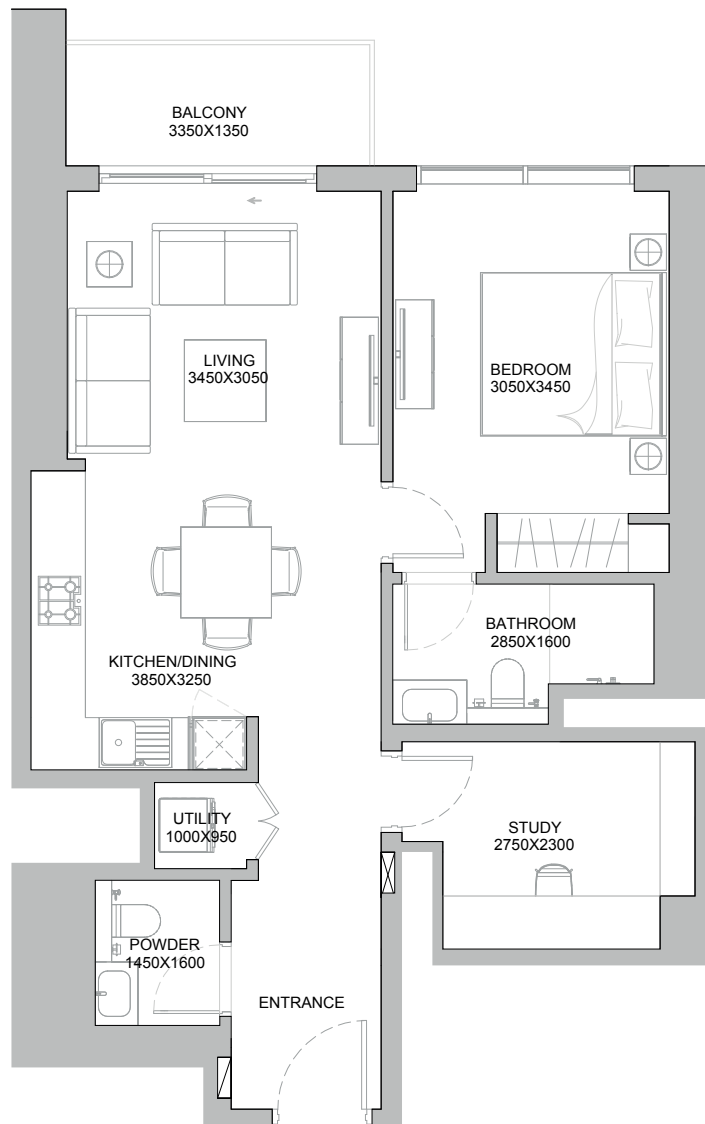 BALCONY
3350X1350
LIVING
3450X3050
BEDROOM
3050X3450
KITCHEN/DINING
3850X3250
BATHROOM
2850X1600
UTILITY
1000X950
STUDY
2750X2300
POWDER
1450X1600
ENTRANCE